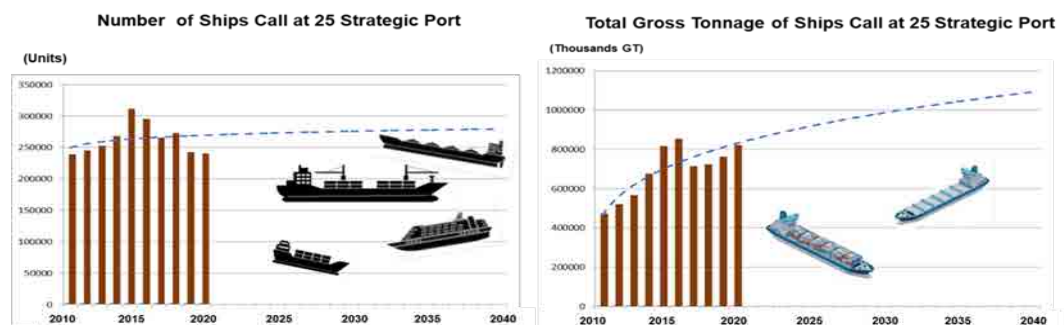 Number of Ships Call at 25 Strategic Port
(Units)
350000
300000
250000
200000
150000
100000
50000
0
2010 2015 2020 2025 2030 2035 2040
Total Gross Tonnage of Ships Call at 25 Strategic Port
(Thousands GT)
1200000
1000000
800000
600000
400000
200000
0
2010 2015 2020 2025 2030 2035 2040